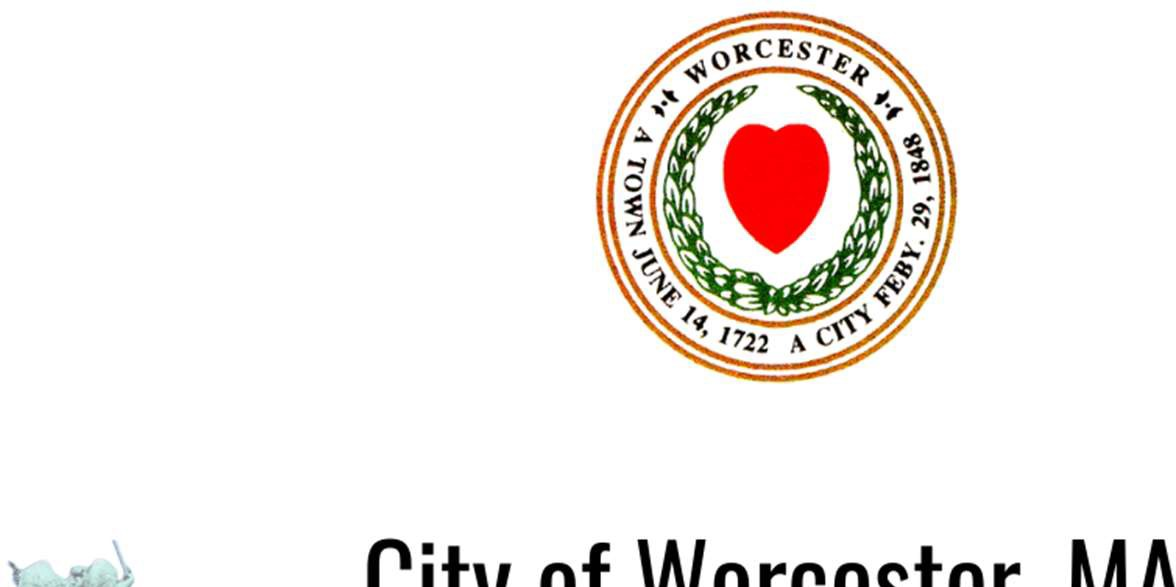 WORCESTER
A TOWN JUNE 14, 1722 A CITY FEBY. 29, 1848
City of Worcester, MA